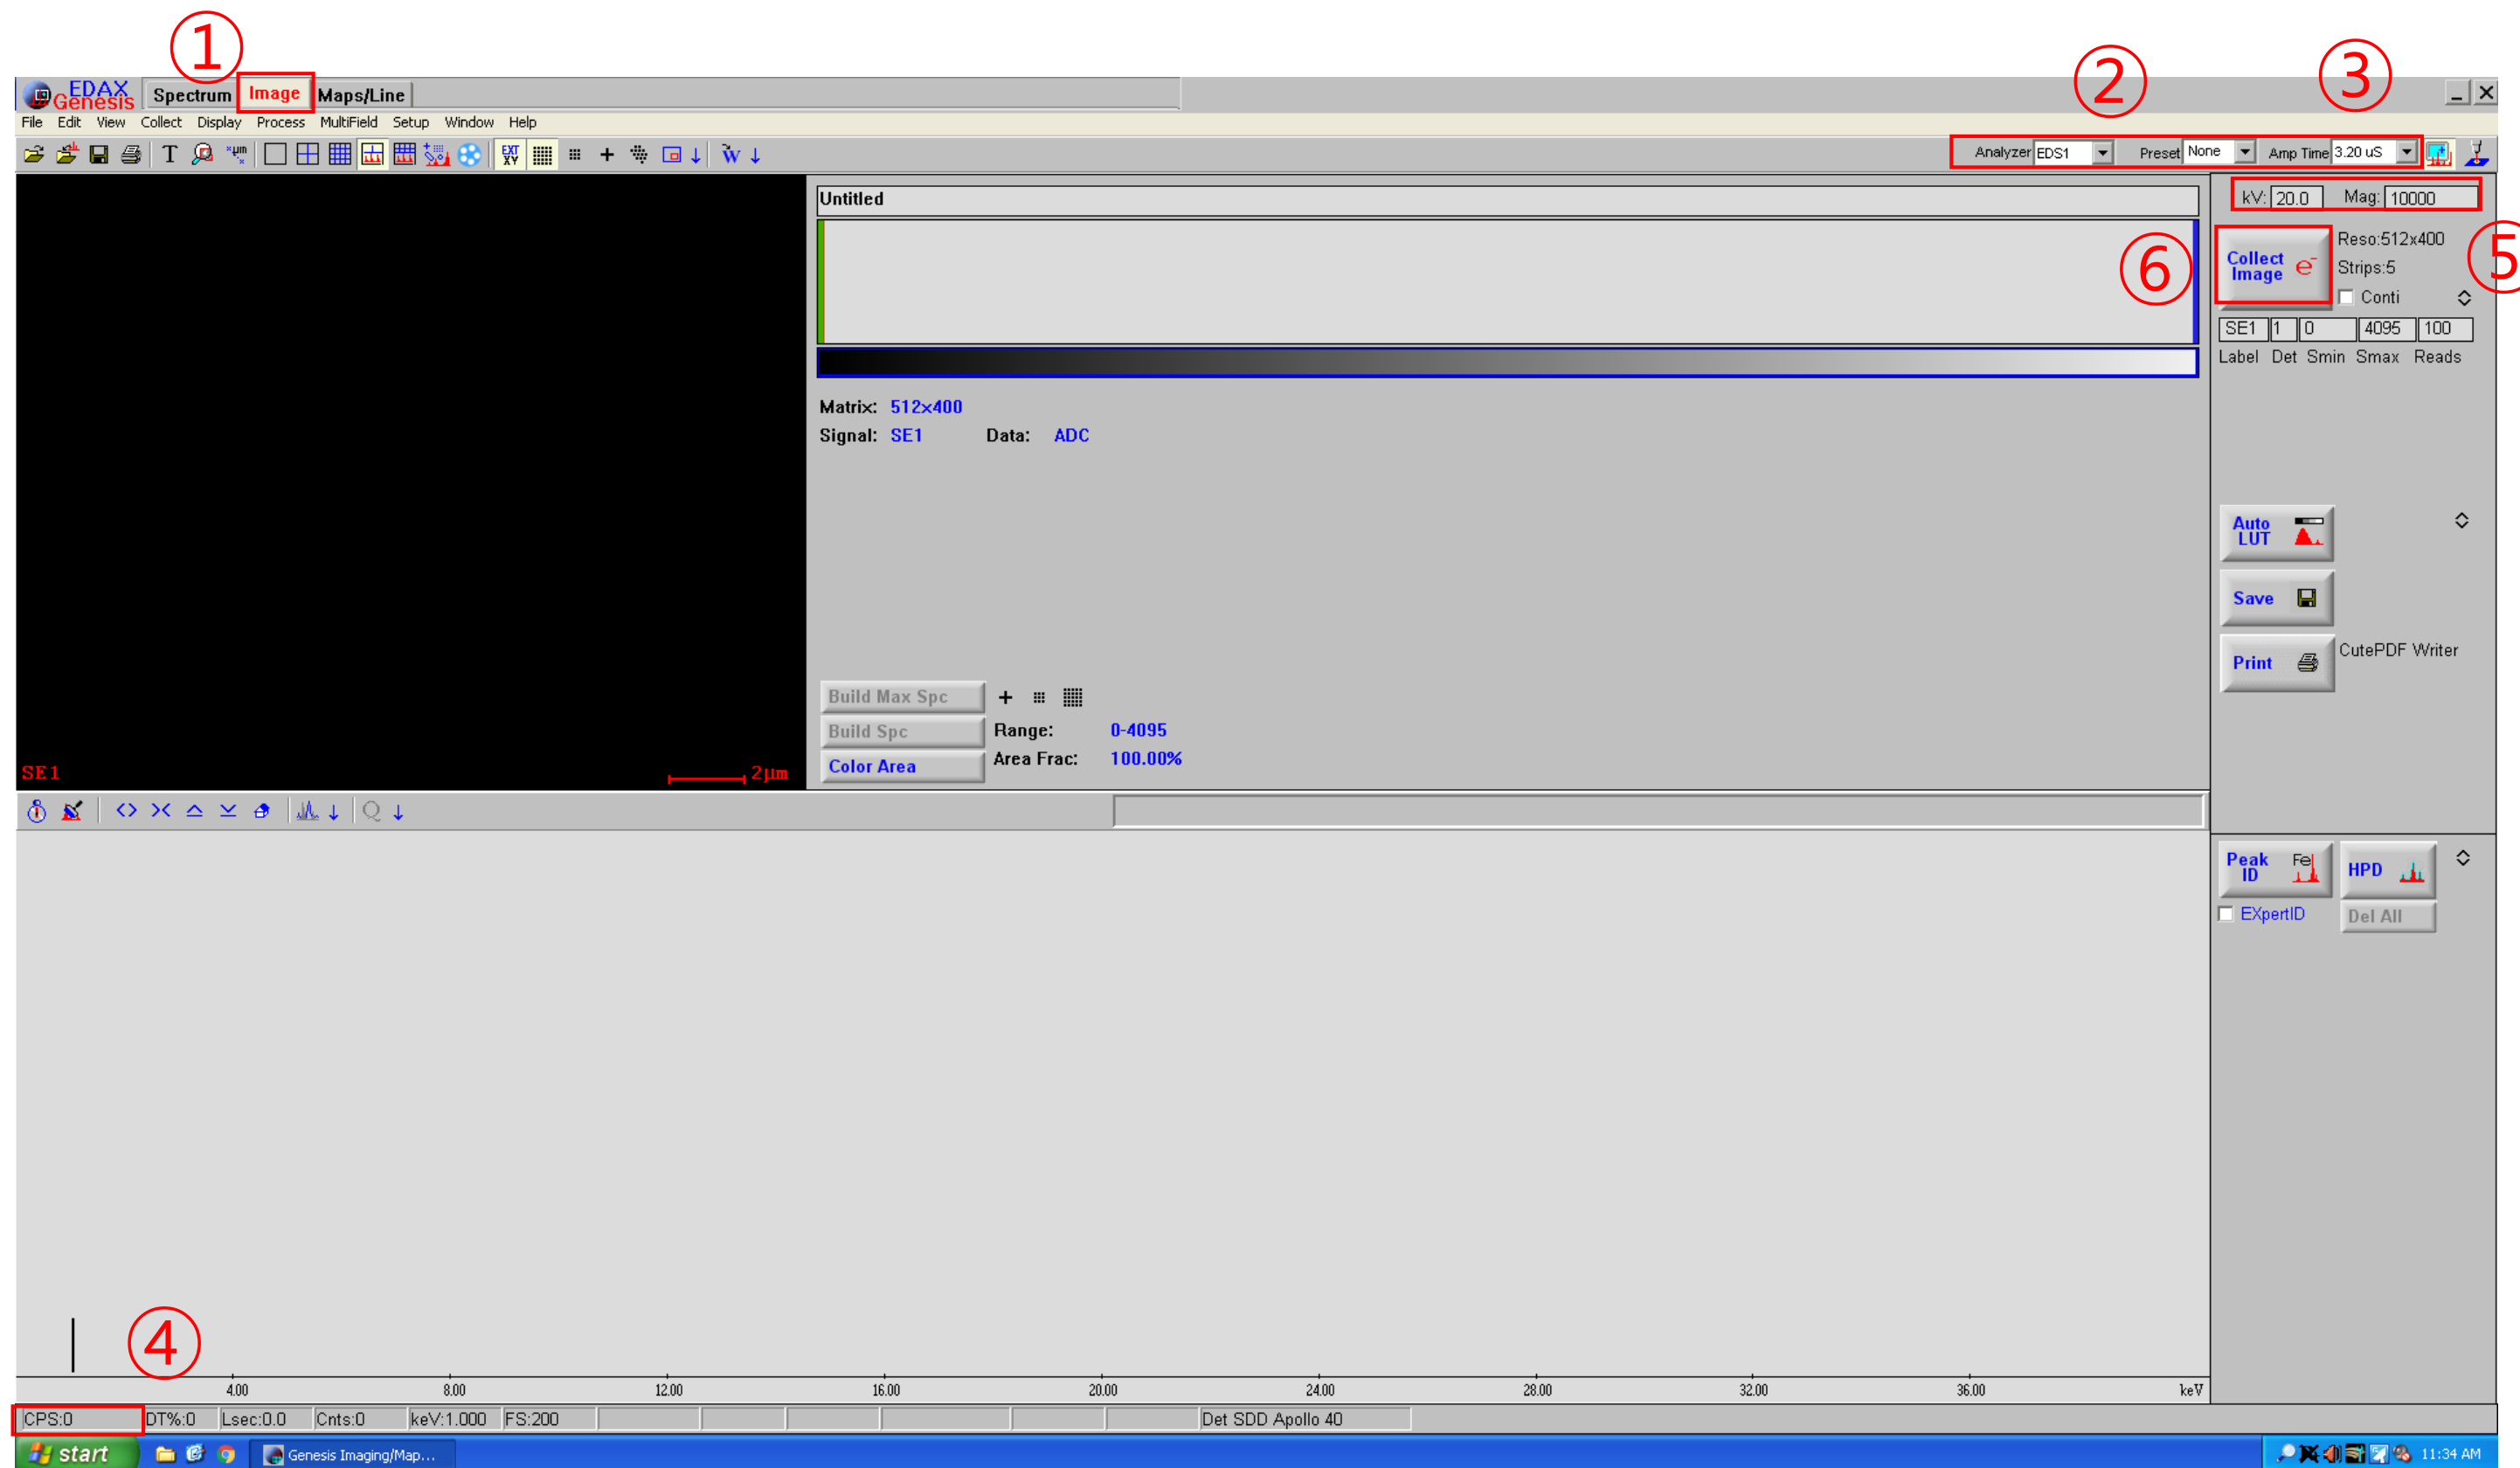 ①
②
③
EDAX
Genesis
Spectrum Image Maps/Line
File Edit View Collect Display Process MultiField Setup Window Help
T EXT XY W Analyzer EDS1 Preset None Amp Time 3.20 uS
Untitled
kV: 20.0 Mag: 10000
⑥
Collect Image e-
Reso:512x400
⑤
Strips:5
Conti
SE1 1 0 4095 100
Label Det Smin Smax Reads
Matrix: 512x400
Signal: SE1 Data: ADC
Auto LUT
Save
Print
CutePDF Writer
Build Max Spc
Build Spc
Range: 0-4095
Color Area
Area Frac: 100.00%
SE1 2µm
Q
Peak ID Fe
HPD
EXpertID
Del All
④
4.00 8.00 12.00 16.00 20.00 24.00 28.00 32.00 36.00 keV
CPS:0 DT%:0 Lsec:0.0 Cnts:0 keV:1.000 FS:200 Det SDD Apollo 40
start Genesis Imaging/Map... 11:34 AM